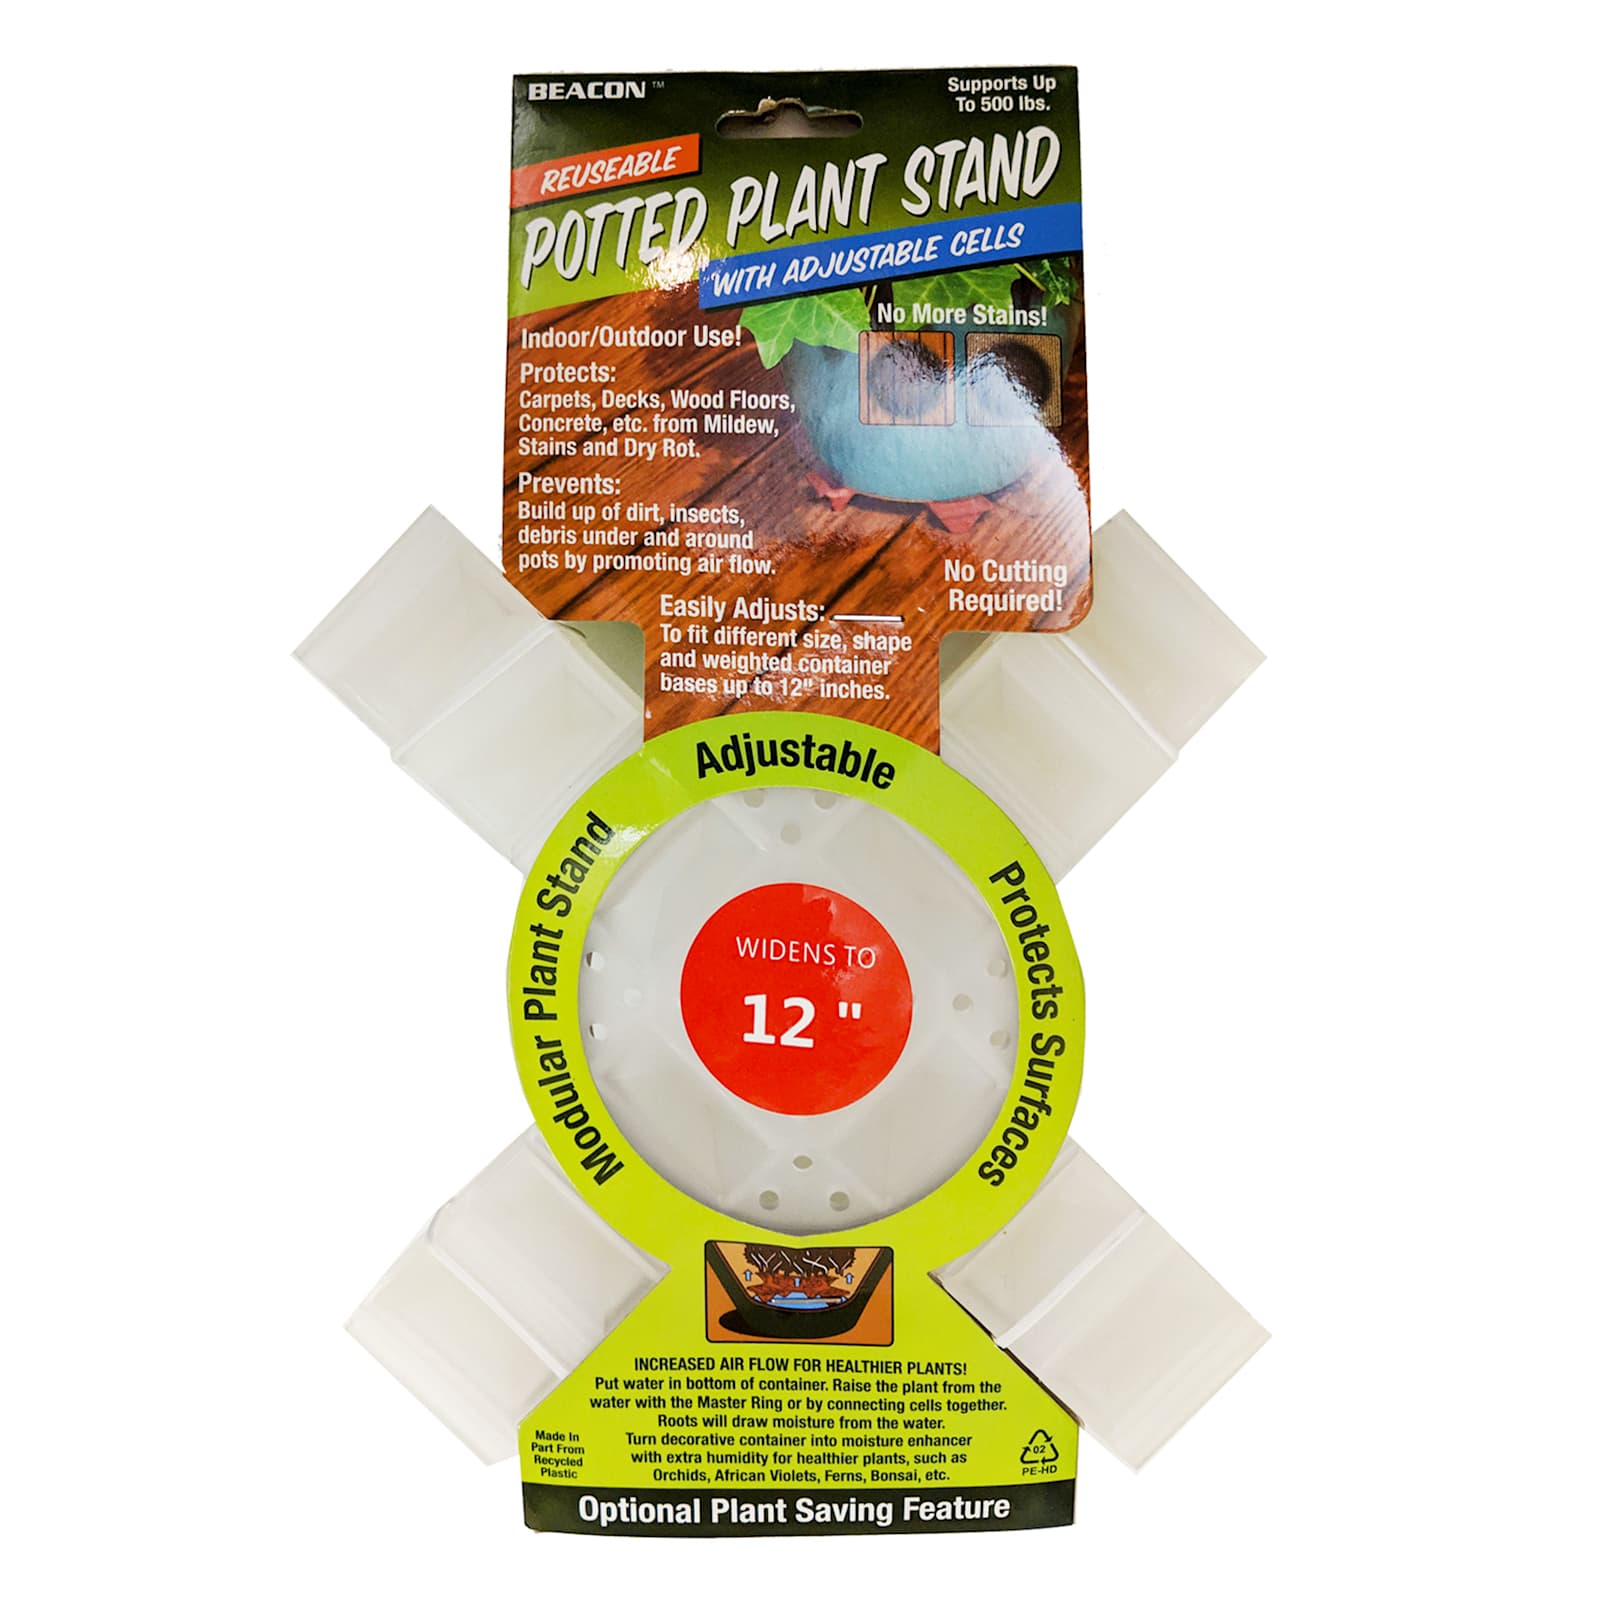 BEACON™
Supports Up
To 500 lbs.
REUSEABLE
POTTED PLANT STAND
WITH ADJUSTABLE CELLS
No More Stains!
Indoor/Outdoor Use!
Protects:
Carpets, Decks, Wood Floors,
Concrete, etc. from Mildew,
Stains and Dry Rot.
Prevents:
Build up of dirt, insects,
debris under and around
pots by promoting air flow.
No Cutting
Required!
Easily Adjusts:
To fit different size, shape
and weighted container
bases up to 12" inches.
Adjustable
Modular Plant Stand
Protects Surfaces
WIDENS TO
12 "
INCREASED AIR FLOW FOR HEALTHIER PLANTS!
Put water in bottom of container. Raise the plant from the
water with the Master Ring or by connecting cells together.
Roots will draw moisture from the water.
Turn decorative container into moisture enhancer
with extra humidity for healthier plants, such as
Orchids, African Violets, Ferns, Bonsai, etc.
Made In
Part From
Recycled
Plastic
02
PE-HD
Optional Plant Saving Feature